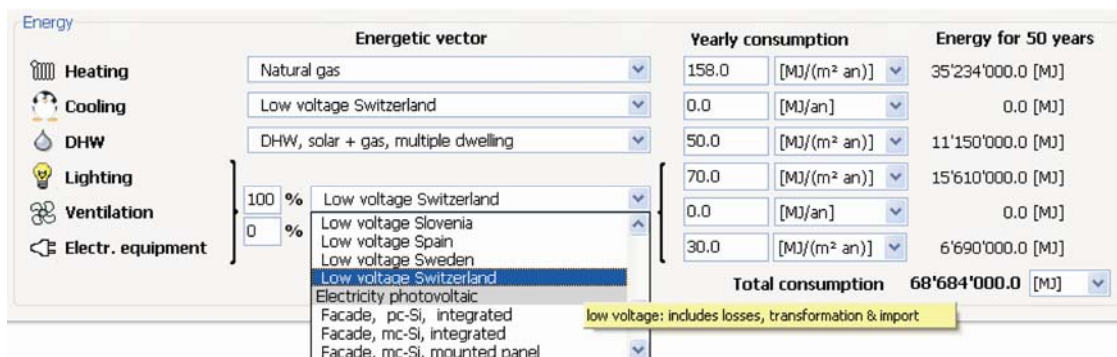 Energy
Energetic vector Yearly consumption Energy for 50 years
Heating Natural gas 158.0 [MJ/(m² an)] 35'234'000.0 [MJ]
Cooling Low voltage Switzerland 0.0 [MJ/an] 0.0 [MJ]
DHW DHW, solar + gas, multiple dwelling 50.0 [MJ/(m² an)] 11'150'000.0 [MJ]
Lighting 70.0 [MJ/(m² an)] 15'610'000.0 [MJ]
100 % Low voltage Switzerland
Ventilation 0.0 [MJ/an] 0.0 [MJ]
0 %
Low voltage Slovenia
Low voltage Spain
Electr. equipment 30.0 [MJ/(m² an)] 6'690'000.0 [MJ]
Low voltage Sweden
Low voltage Switzerland
Total consumption 68'684'000.0 [MJ]
Electricity photovoltaic
Facade, pc-Si, integrated
low voltage: includes losses, transformation & import
Facade, mc-Si, integrated
Facade, mc-Si, mounted panel